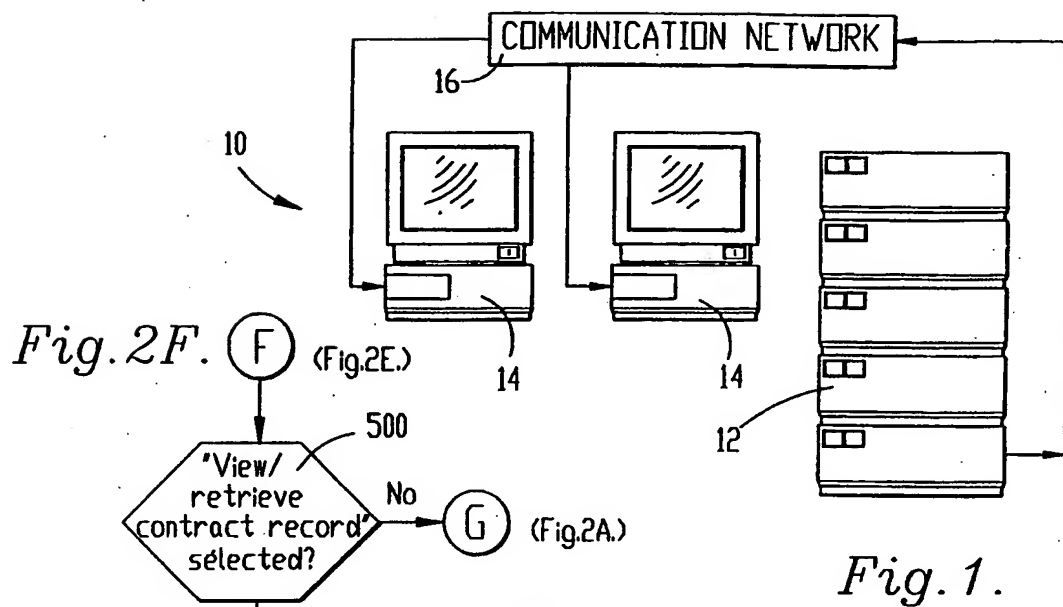 COMMUNICATION NETWORK
16
10
14
14
12
Fig. 1.
Fig. 2F.
F
(Fig.2E.)
500
"View/
retrieve
contract record"
selected?
No
G
(Fig.2A.)